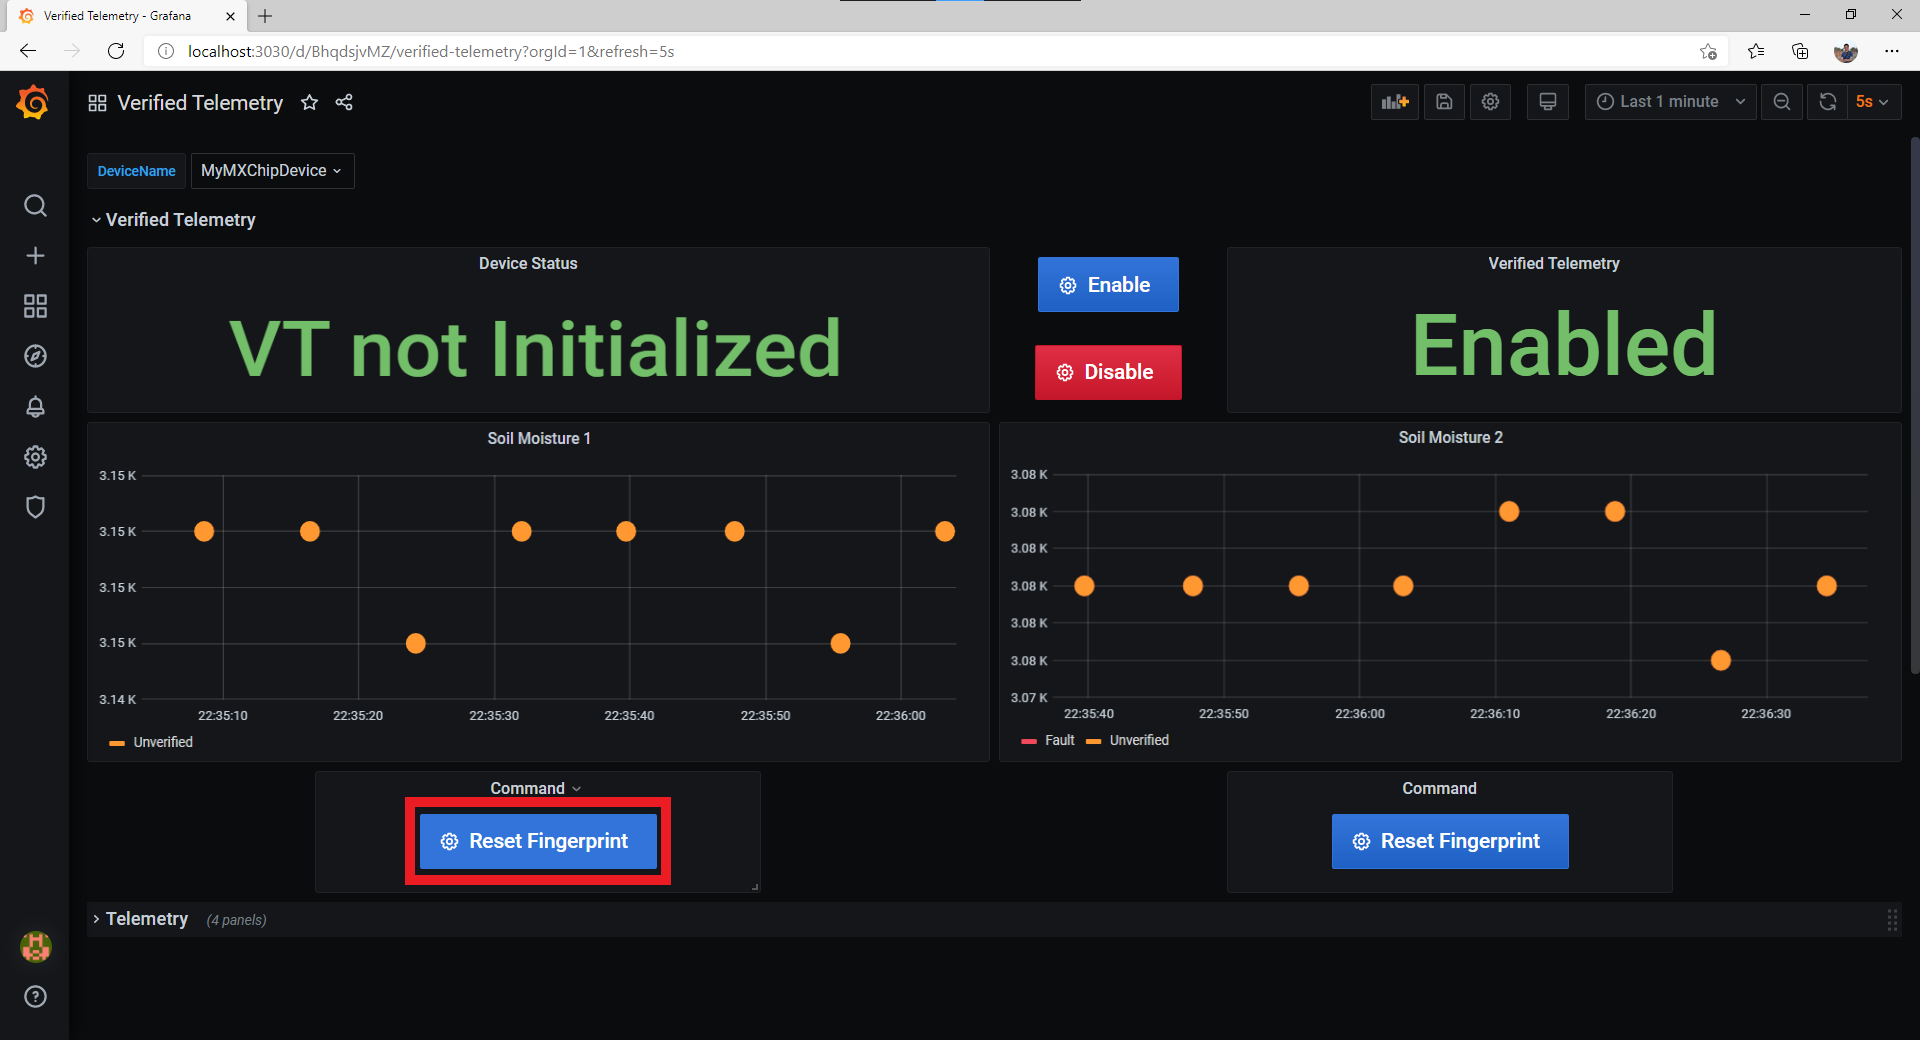 Verified Telemetry - Grafana
localhost:3030/d/BhqdsjvMZ/verified-telemetry?orgId=1&refresh=5s
Verified Telemetry
Last 1 minute
5s
DeviceName
MyMXChipDevice
Verified Telemetry
Device Status
VT not Initialized
Enable
Disable
Verified Telemetry
Enabled
Soil Moisture 1
3.15 K
3.15 K
3.15 K
3.15 K
3.14 K
22:35:10 22:35:20 22:35:30 22:35:40 22:35:50 22:36:00
Unverified
Soil Moisture 2
3.08 K
3.08 K
3.08 K
3.08 K
3.08 K
3.08 K
3.07 K
22:35:40 22:35:50 22:36:00 22:36:10 22:36:20 22:36:30
Fault Unverified
Command
Reset Fingerprint
Command
Reset Fingerprint
Telemetry (4 panels)